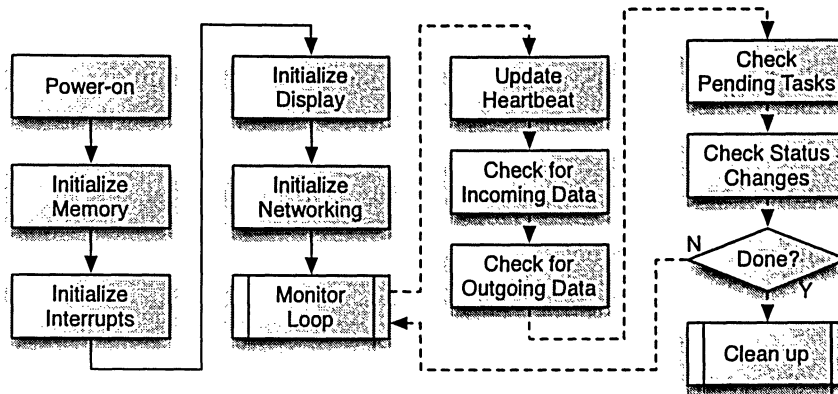 Power-on
Initialize
Memory
Initialize
Interrupts
Initialize
Display
Initialize
Networking
Monitor
Loop
Update
Heartbeat
Check for
Incoming Data
Check for
Outgoing Data
Check
Pending Tasks
Check Status
Changes
Done?
N
Y
Clean up